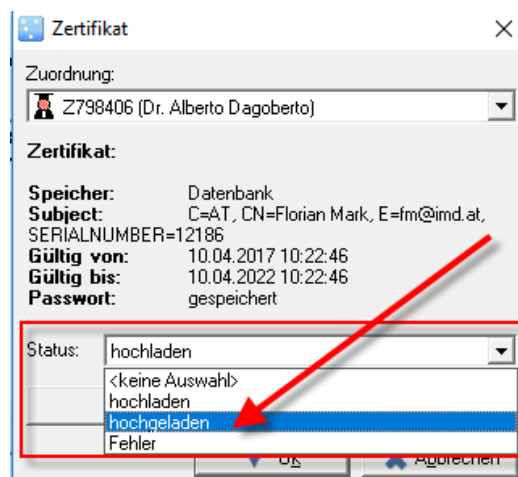 Zertifikat
Zuordnung:
Z798406 (Dr. Alberto Dagoberto)
Zertifikat:
Speicher: Datenbank
Subject: C=AT, CN=Florian Mark, E=fm@imd.at,
SERIALNUMBER=12186
Gültig von: 10.04.2017 10:22:46
Gültig bis: 10.04.2022 10:22:46
Passwort: gespeichert
Status: hochladen
<keine Auswahl>
hochladen
hochgeladen
Fehler
OK Abbrechen